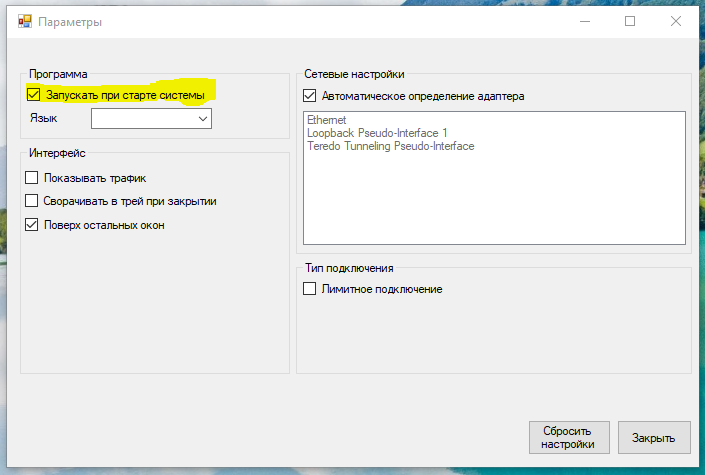 Параметры
Программа
Запускать при старте системы
Язык
Интерфейс
Показывать трафик
Сворачивать в трей при закрытии
Поверх остальных окон
Сетевые настройки
Автоматическое определение адаптера
Ethernet
Loopback Pseudo-Interface 1
Teredo Tunneling Pseudo-Interface
Тип подключения
Лимитное подключение
Сбросить
настройки
Закрыть